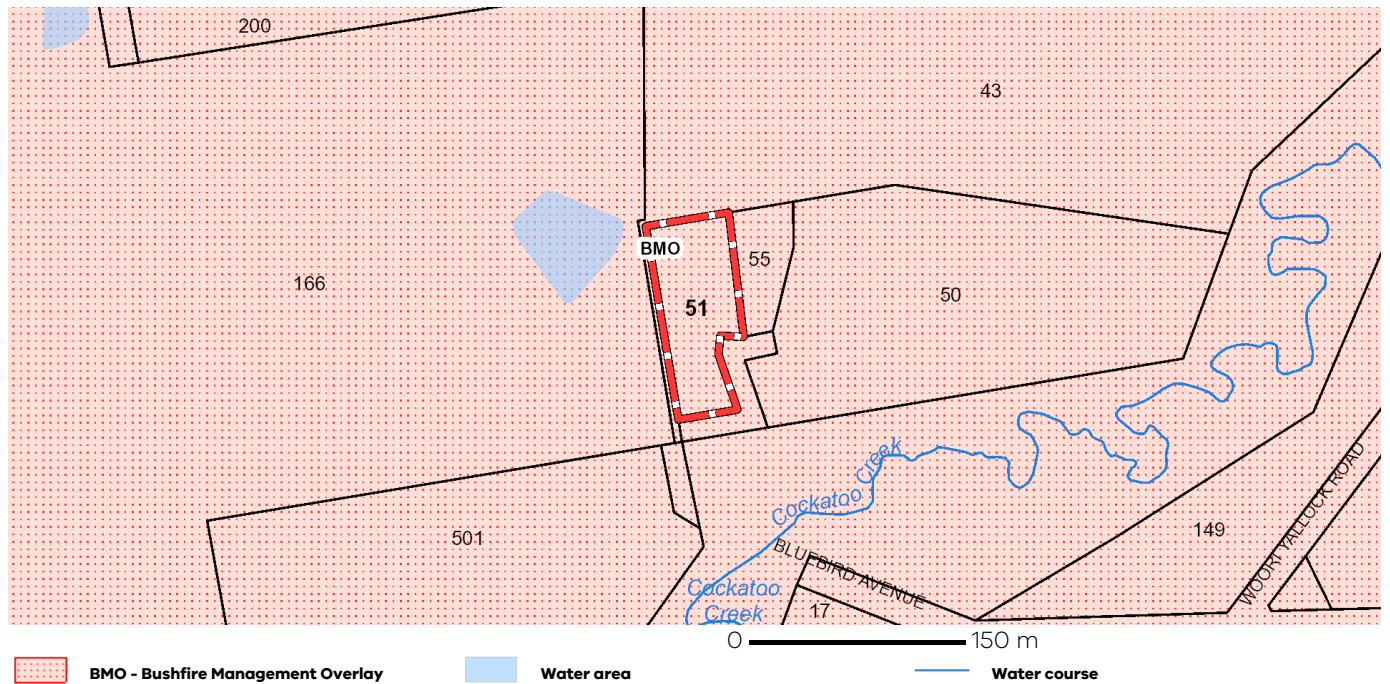 200
43
BMO
55
166
50
51
Cockatoo Creek
501
149
WOORI YALLOCK ROAD
BLUEBIRD AVENUE
Cockatoo
Creek
17
0 150 m
BMO - Bushfire Management Overlay Water area Water course